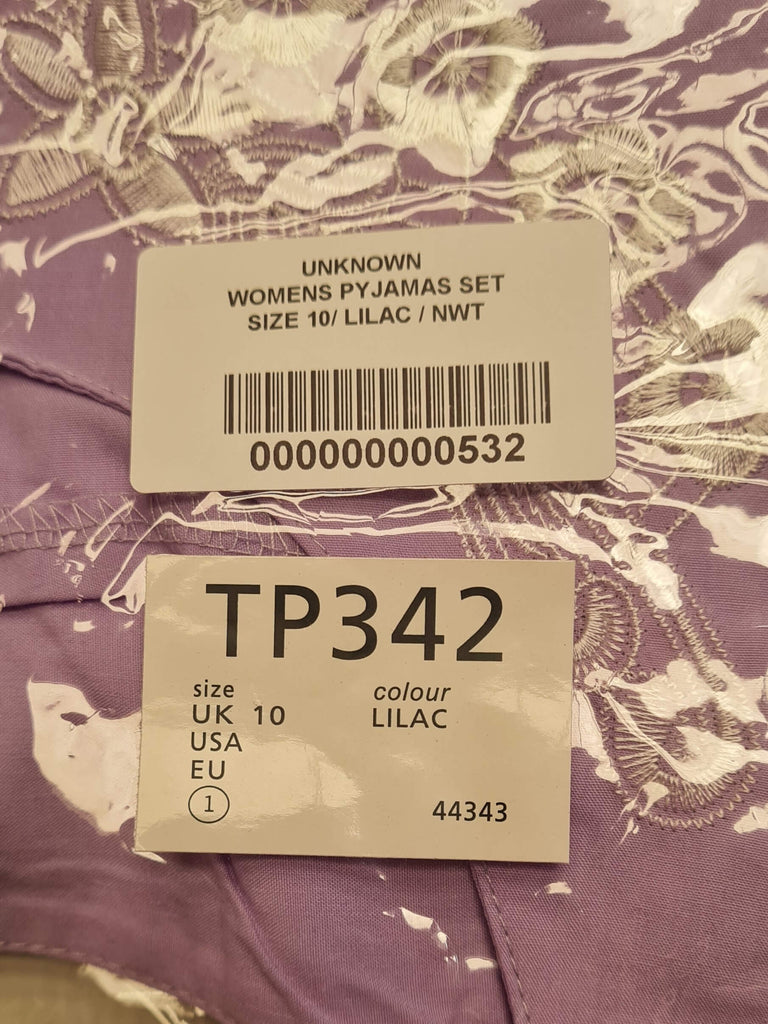 UNKNOWN
WOMENS PYJAMAS SET
SIZE 10/ LILAC / NWT
000000000532
TP342
size colour
UK 10 LILAC
USA
EU
1 44343